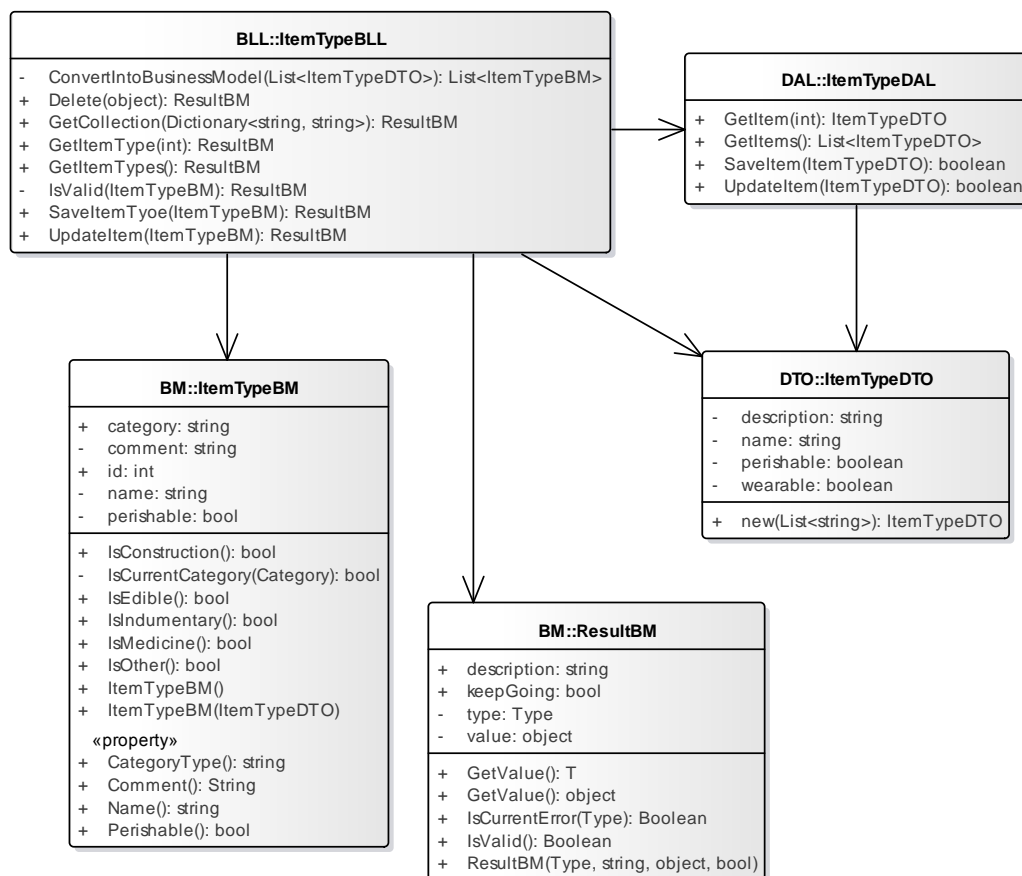 BLL::ItemTypeBLL
- ConvertIntoBusinessModel(List<ItemTypeDTO>): List<ItemTypeBM>
+ Delete(object): ResultBM
+ GetCollection(Dictionary<string, string>): ResultBM
+ GetItemType(int): ResultBM
+ GetItemTypes(): ResultBM
- IsValid(ItemTypeBM): ResultBM
+ SaveItemTyoe(ItemTypeBM): ResultBM
+ UpdateItem(ItemTypeBM): ResultBM
DAL::ItemTypeDAL
+ GetItem(int): ItemTypeDTO
+ GetItems(): List<ItemTypeDTO>
+ SaveItem(ItemTypeDTO): boolean
+ UpdateItem(ItemTypeDTO): boolean
BM::ItemTypeBM
+ category: string
- comment: string
+ id: int
- name: string
- perishable: bool
+ IsConstruction(): bool
- IsCurrentCategory(Category): bool
+ IsEdible(): bool
+ IsIndumentary(): bool
+ IsMedicine(): bool
+ IsOther(): bool
+ ItemTypeBM()
+ ItemTypeBM(ItemTypeDTO)
«property»
+ CategoryType(): string
+ Comment(): String
+ Name(): string
+ Perishable(): bool
DTO::ItemTypeDTO
- description: string
- name: string
- perishable: boolean
- wearable: boolean
+ new(List<string>): ItemTypeDTO
BM::ResultBM
+ description: string
+ keepGoing: bool
- type: Type
- value: object
+ GetValue(): T
+ GetValue(): object
+ IsCurrentError(Type): Boolean
+ IsValid(): Boolean
+ ResultBM(Type, string, object, bool)